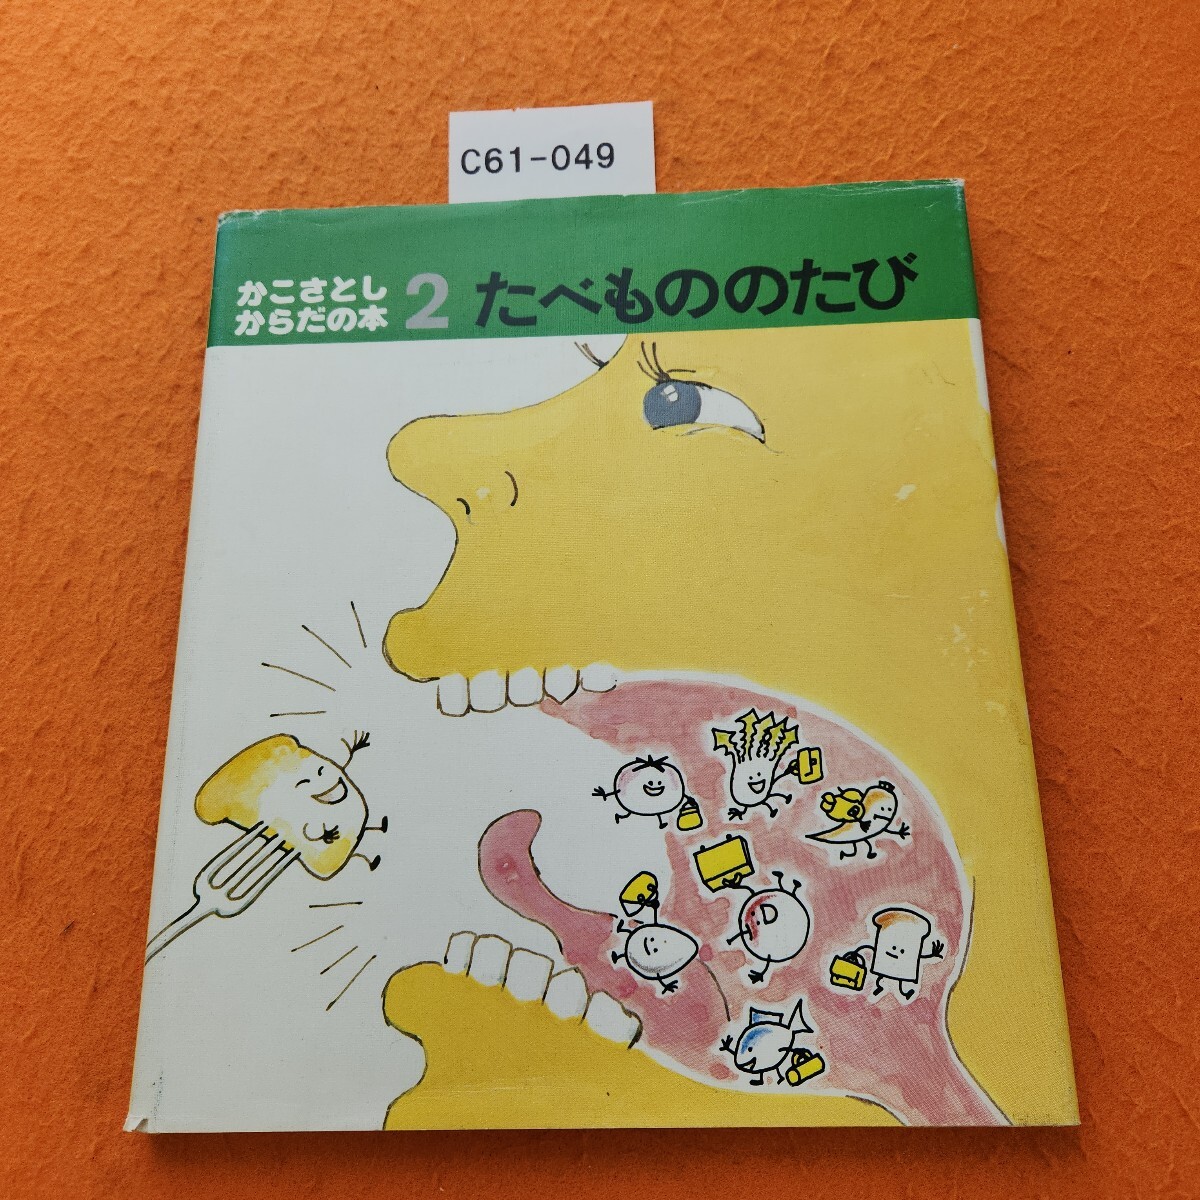 C61-049
かこさとし
からだの本 2 たべもののたび